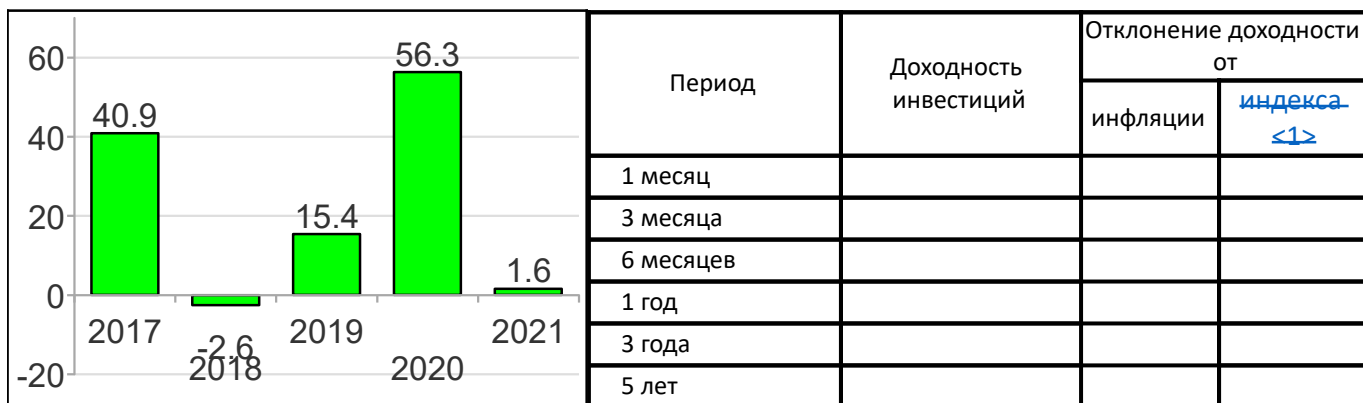 60
40
20
0
-20
40.9
-2.6
15.4
56.3
1.6
2017
2018
2019
2020
2021
Период
Доходность
инвестиций
Отклонение доходности
от
инфляции
индекса
<1>
1 месяц
3 месяца
6 месяцев
1 год
3 года
5 лет